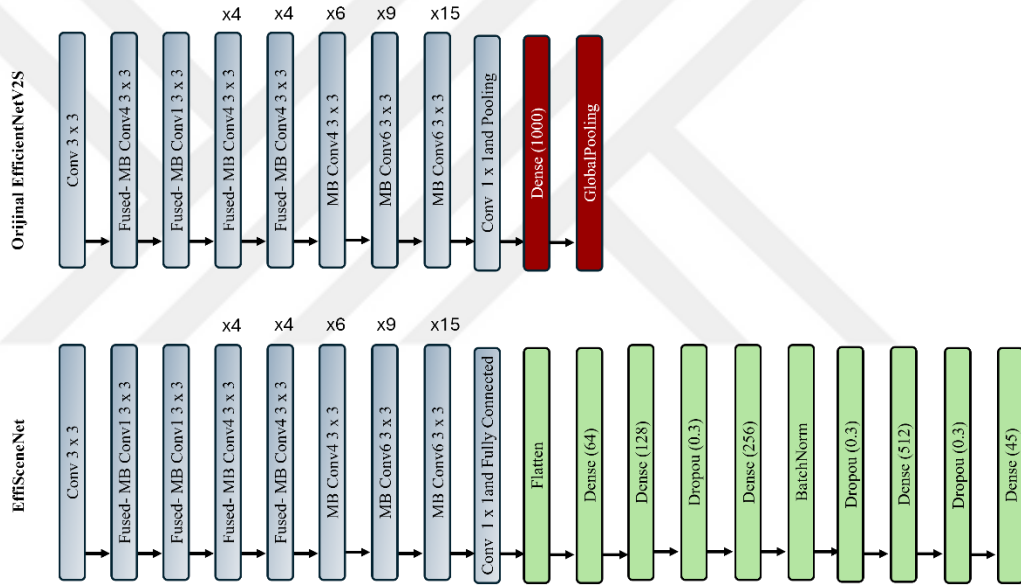 x4 x4 x6 x9 x15
Orijinal EfficientNetV2S
Conv 3 x 3
Fused- MB Conv4 3 x 3
Fused- MB Conv1 3 x 3
Fused- MB Conv4 3 x 3
Fused- MB Conv4 3 x 3
MB Conv4 3 x 3
MB Conv6 3 x 3
MB Conv6 3 x 3
Conv 1 x 1and Pooling
Dense (1000)
GlobalPooling
x4 x4 x6 x9 x15
EffiSceneNet
Conv 3 x 3
Fused- MB Conv1 3 x 3
Fused- MB Conv1 3 x 3
Fused- MB Conv4 3 x 3
Fused- MB Conv4 3 x 3
MB Conv4 3 x 3
MB Conv6 3 x 3
MB Conv6 3 x 3
Conv 1 x 1and Fully Connected
Flatten
Dense (64)
Dense (128)
Dropou (0.3)
Dense (256)
BatchNorm
Dropou (0.3)
Dense (512)
Dropou (0.3)
Dense (45)